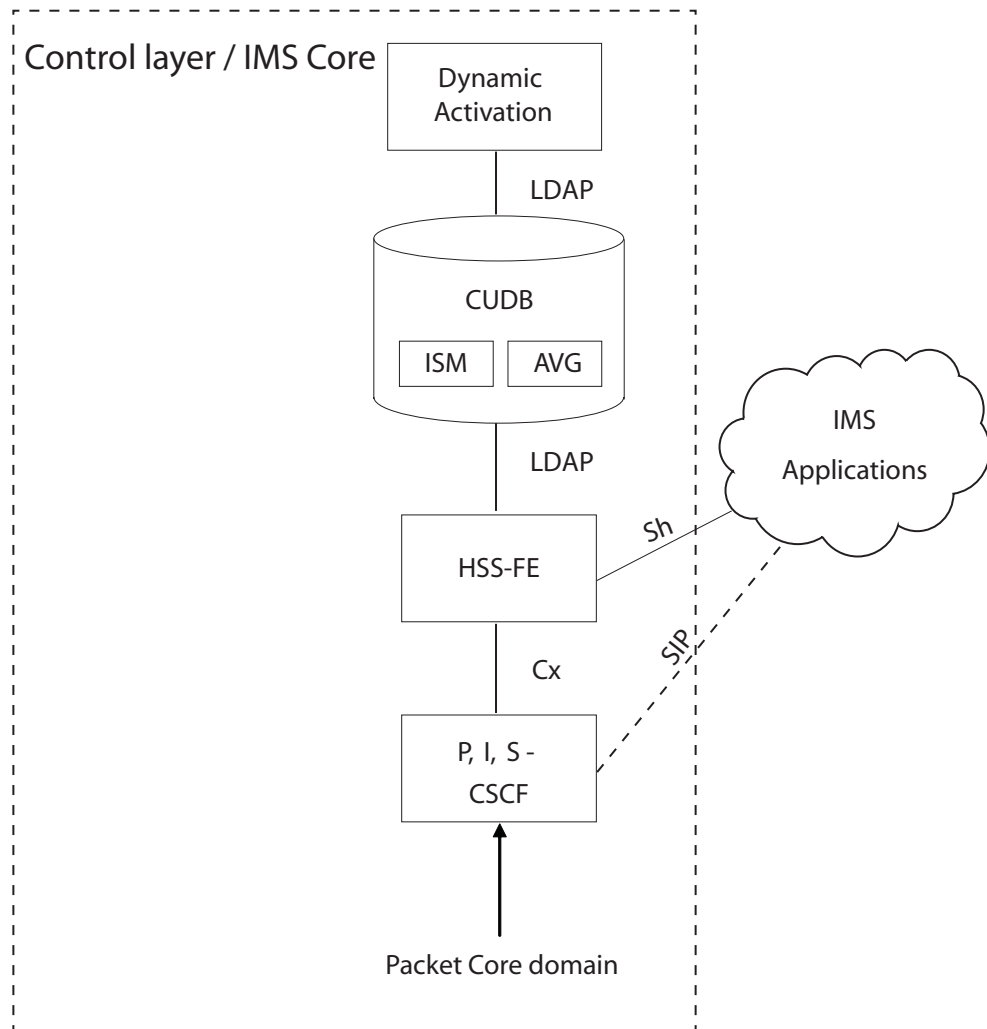 Control layer / IMS Core
Dynamic
Activation
LDAP
CUDB
ISM
AVG
LDAP
IMS
Applications
Sh
HSS-FE
SIP
Cx
P, I, S -
CSCF
Packet Core domain